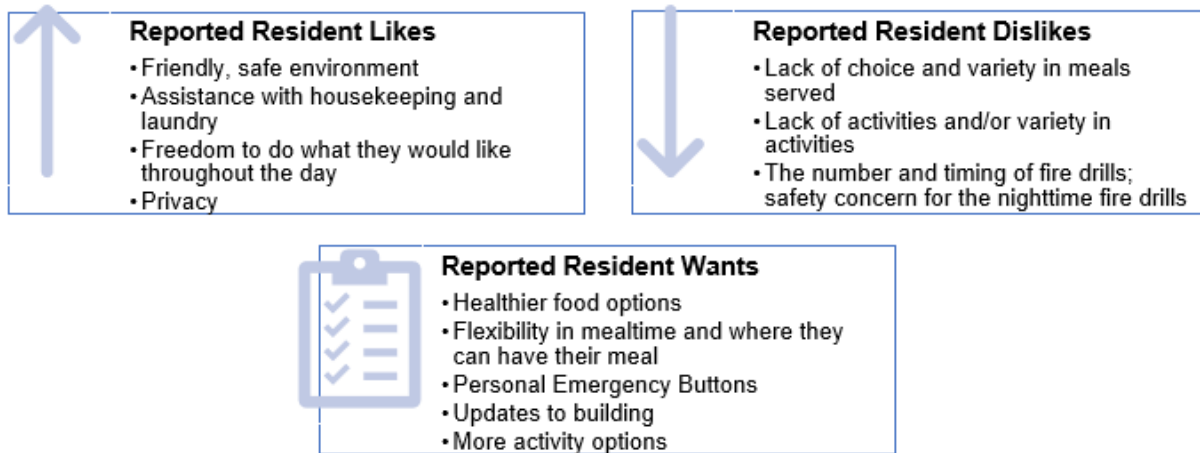 Reported Resident Likes
• Friendly, safe environment
• Assistance with housekeeping and
laundry
• Freedom to do what they would like
throughout the day
• Privacy
Reported Resident Dislikes
• Lack of choice and variety in meals
served
• Lack of activities and/or variety in
activities
• The number and timing of fire drills;
safety concern for the nighttime fire drills
Reported Resident Wants
• Healthier food options
• Flexibility in mealtime and where they
can have their meal
• Personal Emergency Buttons
• Updates to building
• More activity options